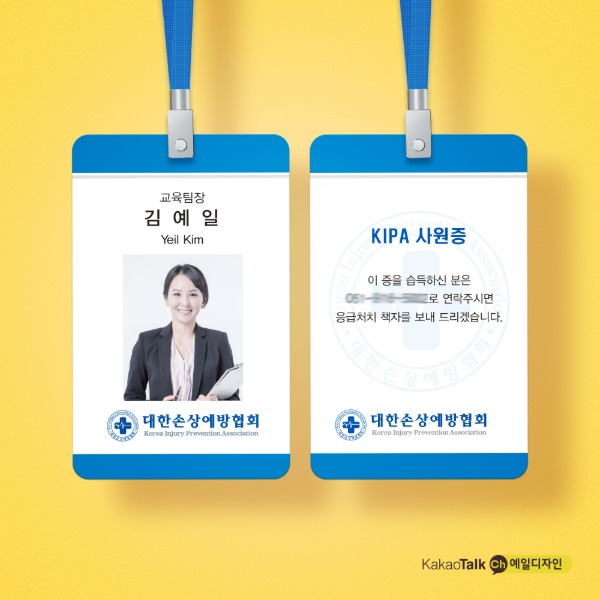 교육팀장
김 예 일
Yeil Kim
대한손상예방협회
Korea Injury Prevention Association
KIPA 사원증
이 증을 습득하신 분은
로 연락주시면
응급처치 책자를 보내 드리겠습니다.
대한손상예방협회
Korea Injury Prevention Association
KakaoTalk Ch 예일디자인